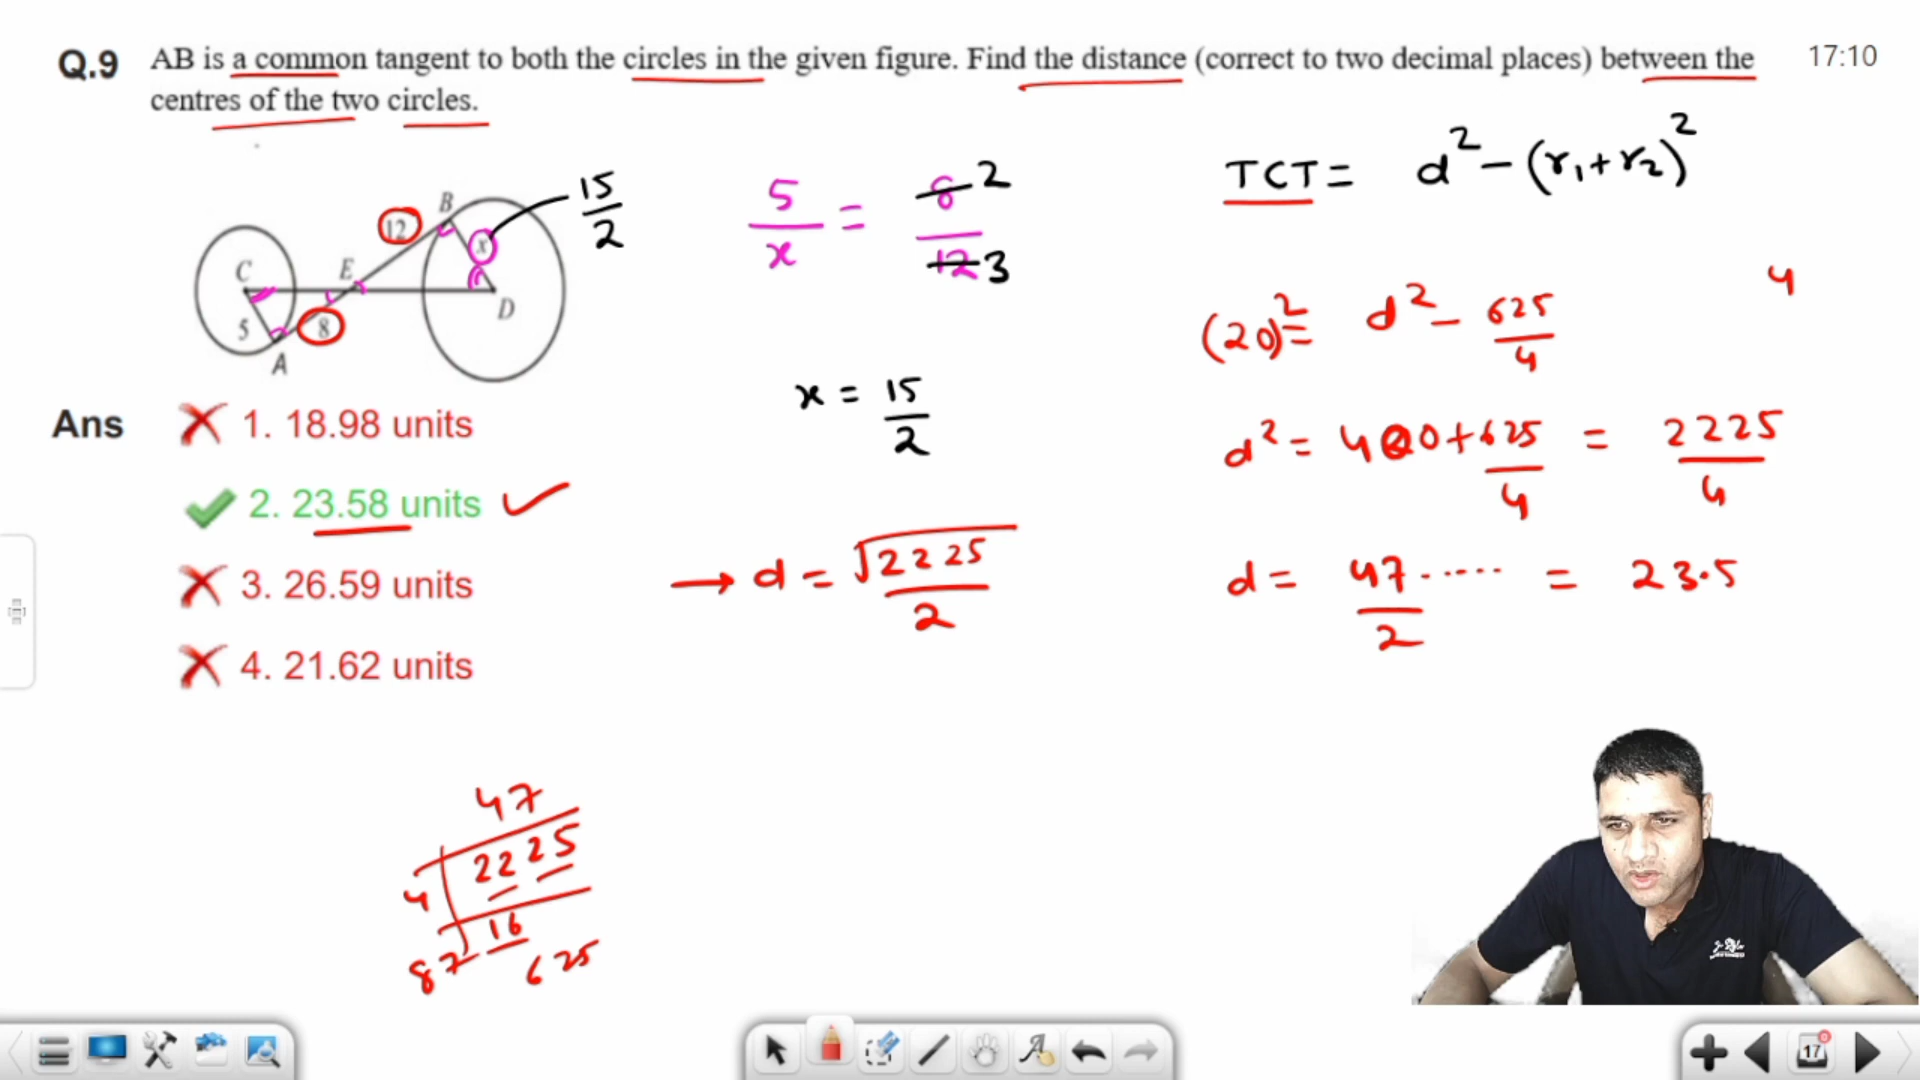 Q.9 AB is a common tangent to both the circles in the given figure. Find the distance (correct to two decimal places) between the
centres of the two circles.
17:10
TCT = d² - (r₁ + r₂)²
15/2
B
12
x
C
E
D
5
8
A
5/x = 8/12
2
3
x = 15/2
4
(20)² = d² - 625/4
d² = 400 + 625/4 = 2225/4
d = 47...../2 = 23.5
→ d = √2225/2
Ans
1. 18.98 units
2. 23.58 units
3. 26.59 units
4. 21.62 units
47
4 2225
16
87 625
17